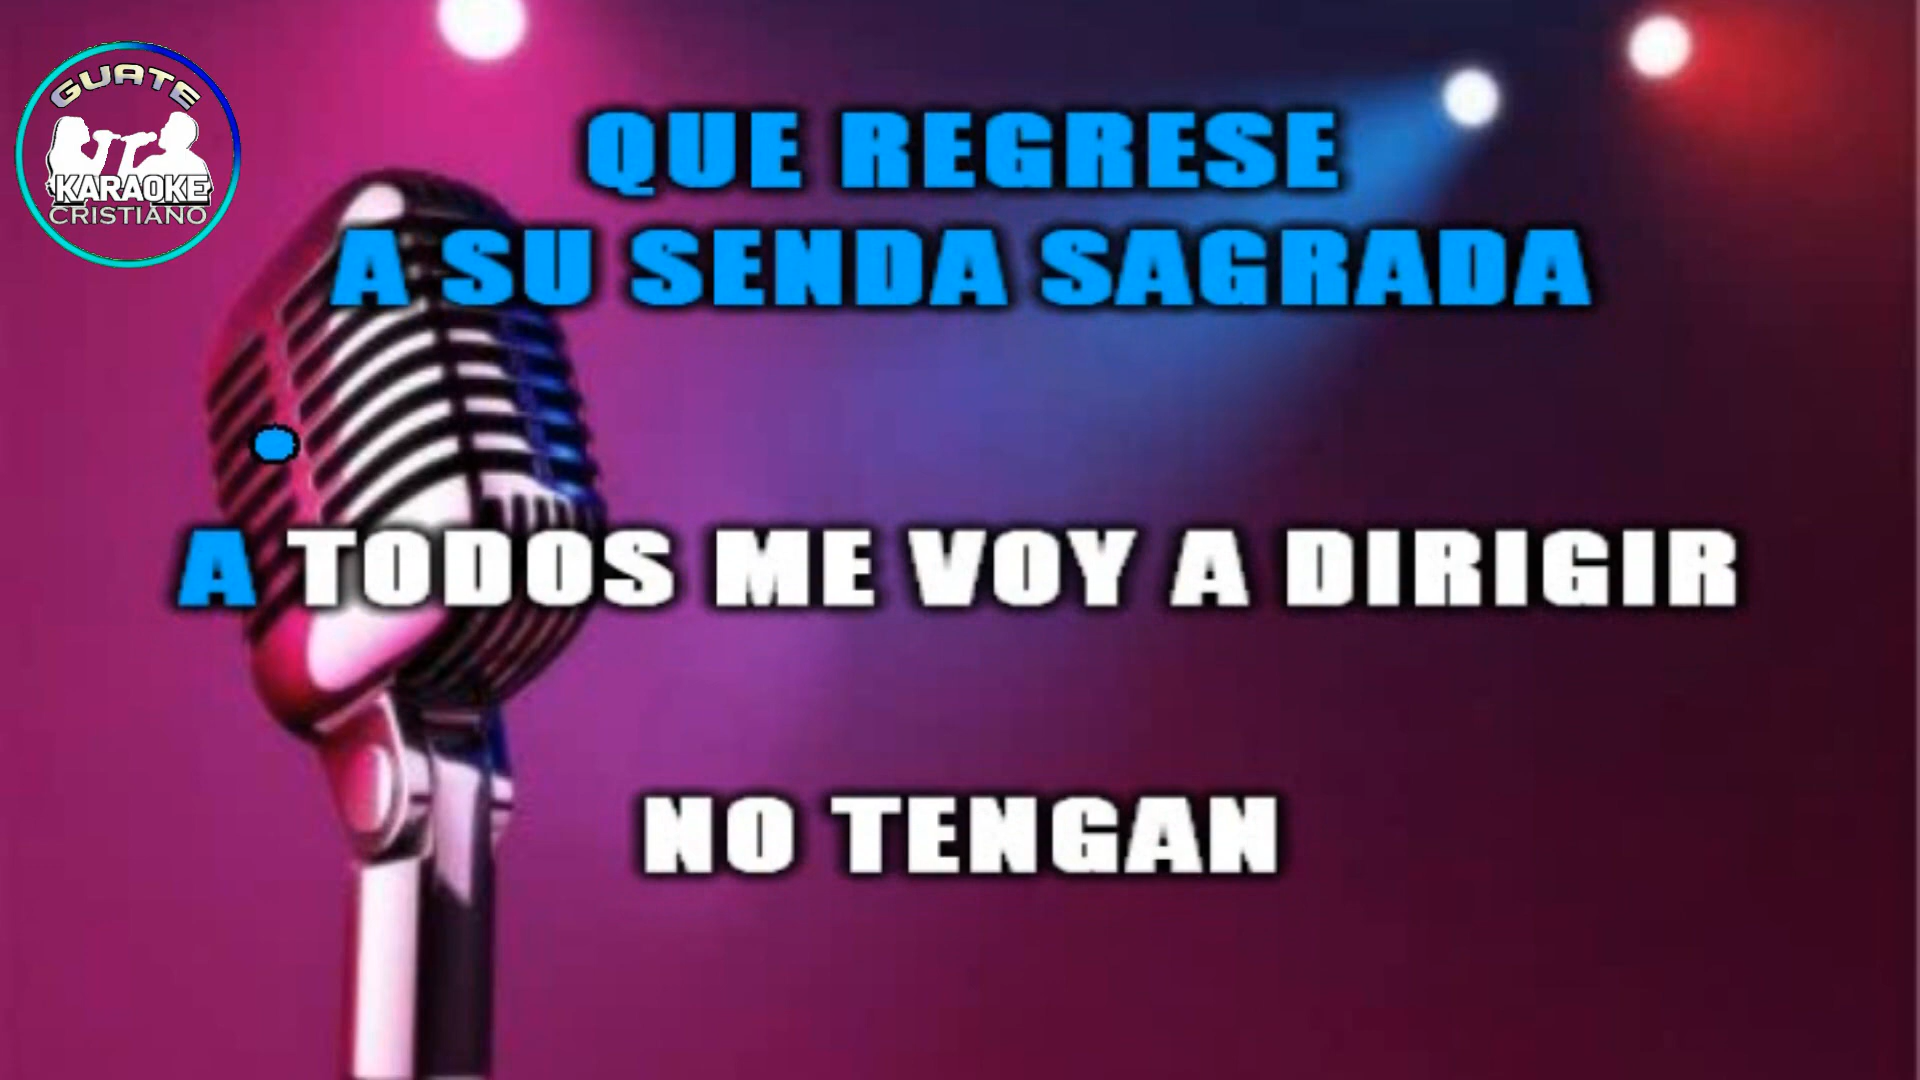 GUATE
KARAOKE
CRISTIANO
QUE REGRESE
A SU SENDA SAGRADA
A TODOS ME VOY A DIRIGIR
NO TENGAN